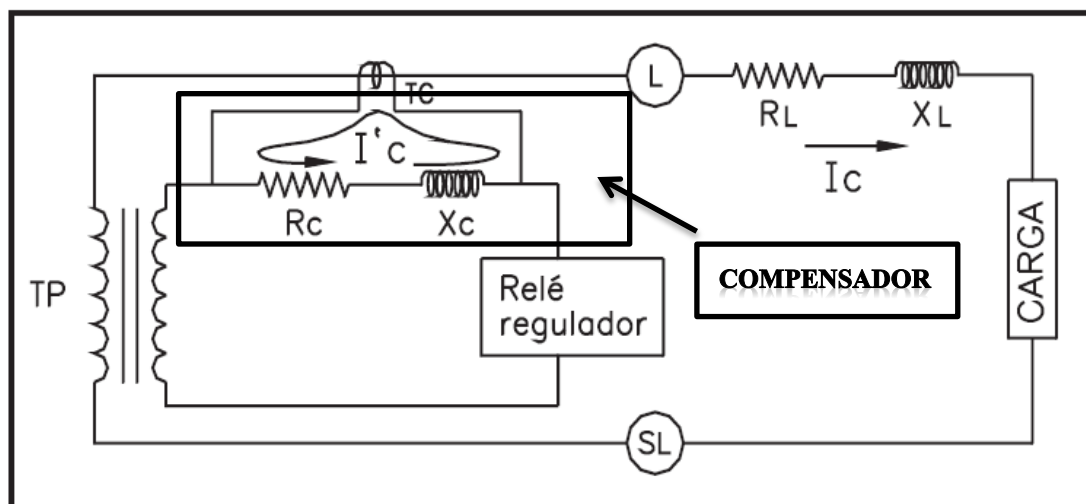 TC
L
RL
XL
I'c
Ic
Rc
Xc
TP
Relé
regulador
COMPENSADOR
CARGA
SL